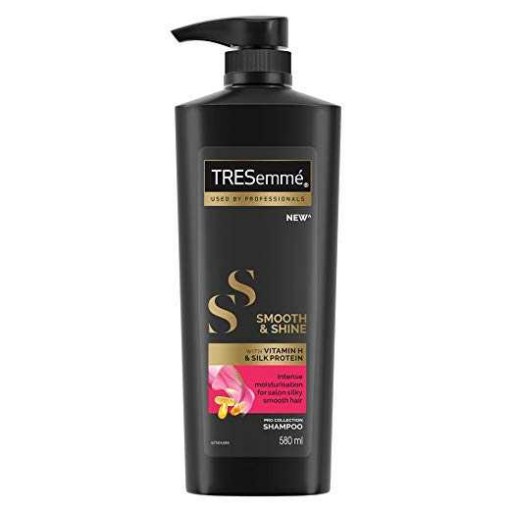 TRESemmé®
USED BY PROFESSIONALS
NEW^
SS
SMOOTH
& SHINE
WITH VITAMIN H
& SILK PROTEIN
Intense
moisturisation
for salon silky
smooth hair
PRO COLLECTION
SHAMPOO
580 ml